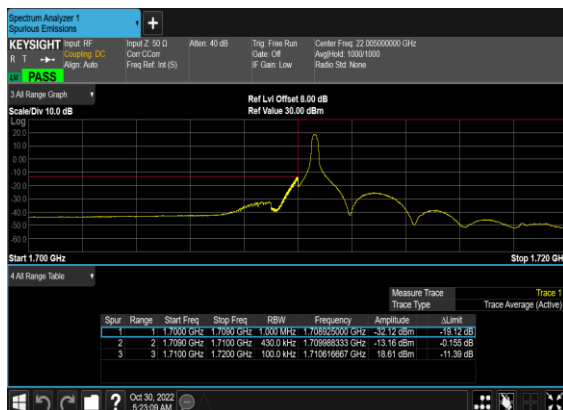 Spectrum Analyzer 1
Spurious Emissions
KEYSIGHT Input: RF Input Z: 50 Ω Atten: 40 dB Trig: Free Run Center Freq: 22.005000000 GHz
R T Coupling: DC Corr CCorr Gate: Off Avg|Hold: 1000/1000
Align: Auto Freq Ref: Int (S) IF Gain: Low Radio Std: None
PASS
3 All Range Graph
Ref Lvl Offset 8.00 dB
Scale/Div 10.0 dB Ref Value 30.00 dBm
Log
20.0
10.0
0.00
-10.0
-20.0
-30.0
-40.0
-50.0
-60.0
Start 1.700 GHz Stop 1.720 GHz
4 All Range Table
Measure Trace Trace 1
Trace Type Trace Average (Active)
Spur Range Start Freq Stop Freq RBW Frequency Amplitude ΔLimit
1 1 1.7000 GHz 1.7090 GHz 1.000 MHz 1.708925000 GHz -32.12 dBm -19.12 dB
2 2 1.7090 GHz 1.7100 GHz 430.0 kHz 1.709988333 GHz -13.16 dBm -0.155 dB
3 3 1.7100 GHz 1.7200 GHz 100.0 kHz 1.710616667 GHz 18.61 dBm -11.39 dB
? Oct 30, 2022
5:23:09 AM